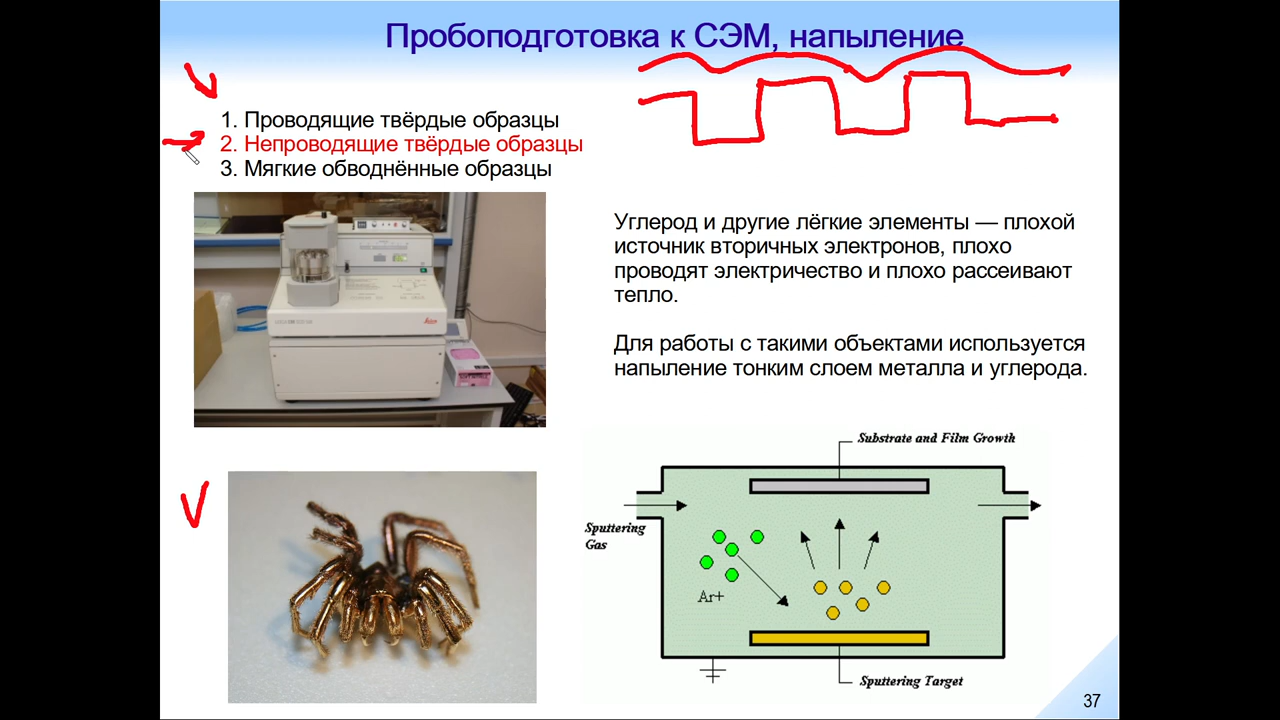 Пробоподготовка к СЭМ, напыление
1. Проводящие твёрдые образцы
2. Непроводящие твёрдые образцы
3. Мягкие обводнённые образцы
Углерод и другие лёгкие элементы — плохой
источник вторичных электронов, плохо
проводят электричество и плохо рассеивают
тепло.
Для работы с такими объектами используется
напыление тонким слоем металла и углерода.
Leica
Substrate and Film Growth
Sputtering
Gas
Ar+
Sputtering Target
37